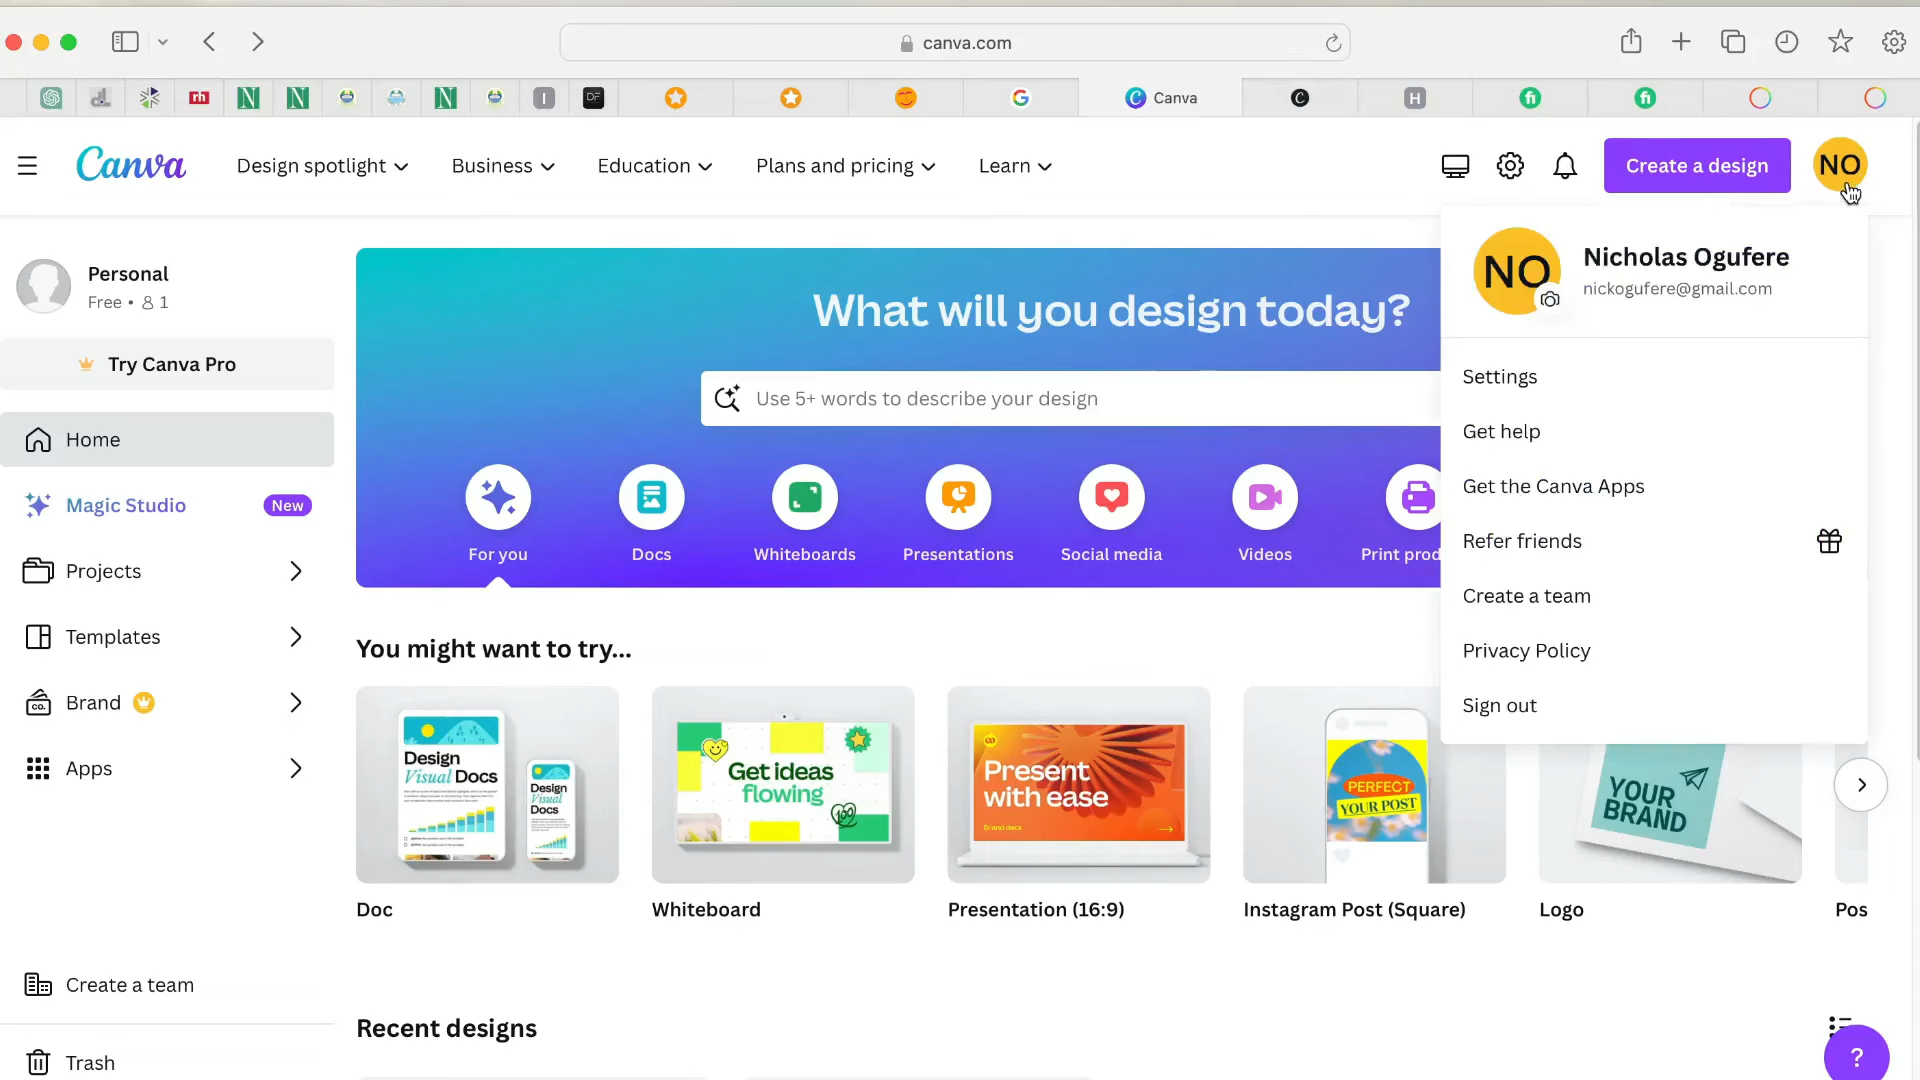 canva.com
Canva
Canva
Design spotlight
Business
Education
Plans and pricing
Learn
Create a design
NO
Personal
Free • 1
Try Canva Pro
Home
Magic Studio New
Projects
Templates
Brand
Apps
Create a team
Trash
What will you design today?
Use 5+ words to describe your design
For you
Docs
Whiteboards
Presentations
Social media
Videos
Print prod
NO
Nicholas Ogufere
nickogufere@gmail.com
Settings
Get help
Get the Canva Apps
Refer friends
Create a team
Privacy Policy
Sign out
You might want to try...
Design
Visual Docs
Design
Visual
Docs
Get ideas
flowing
100
Present
with ease
Brand deck
PERFECT
YOUR POST
YOUR
BRAND
Doc
Whiteboard
Presentation (16:9)
Instagram Post (Square)
Logo
Pos
Recent designs
?